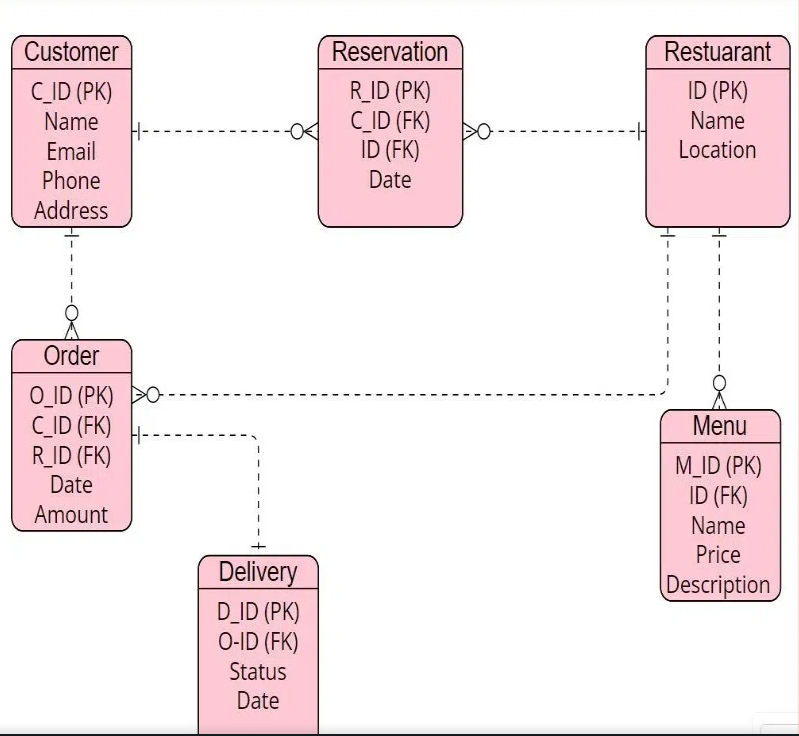 Customer
C_ID (PK)
Name
Email
Phone
Address
Reservation
R_ID (PK)
C_ID (FK)
ID (FK)
Date
Restuarant
ID (PK)
Name
Location
Order
O_ID (PK)
C_ID (FK)
R_ID (FK)
Date
Amount
Menu
M_ID (PK)
ID (FK)
Name
Price
Description
Delivery
D_ID (PK)
O-ID (FK)
Status
Date